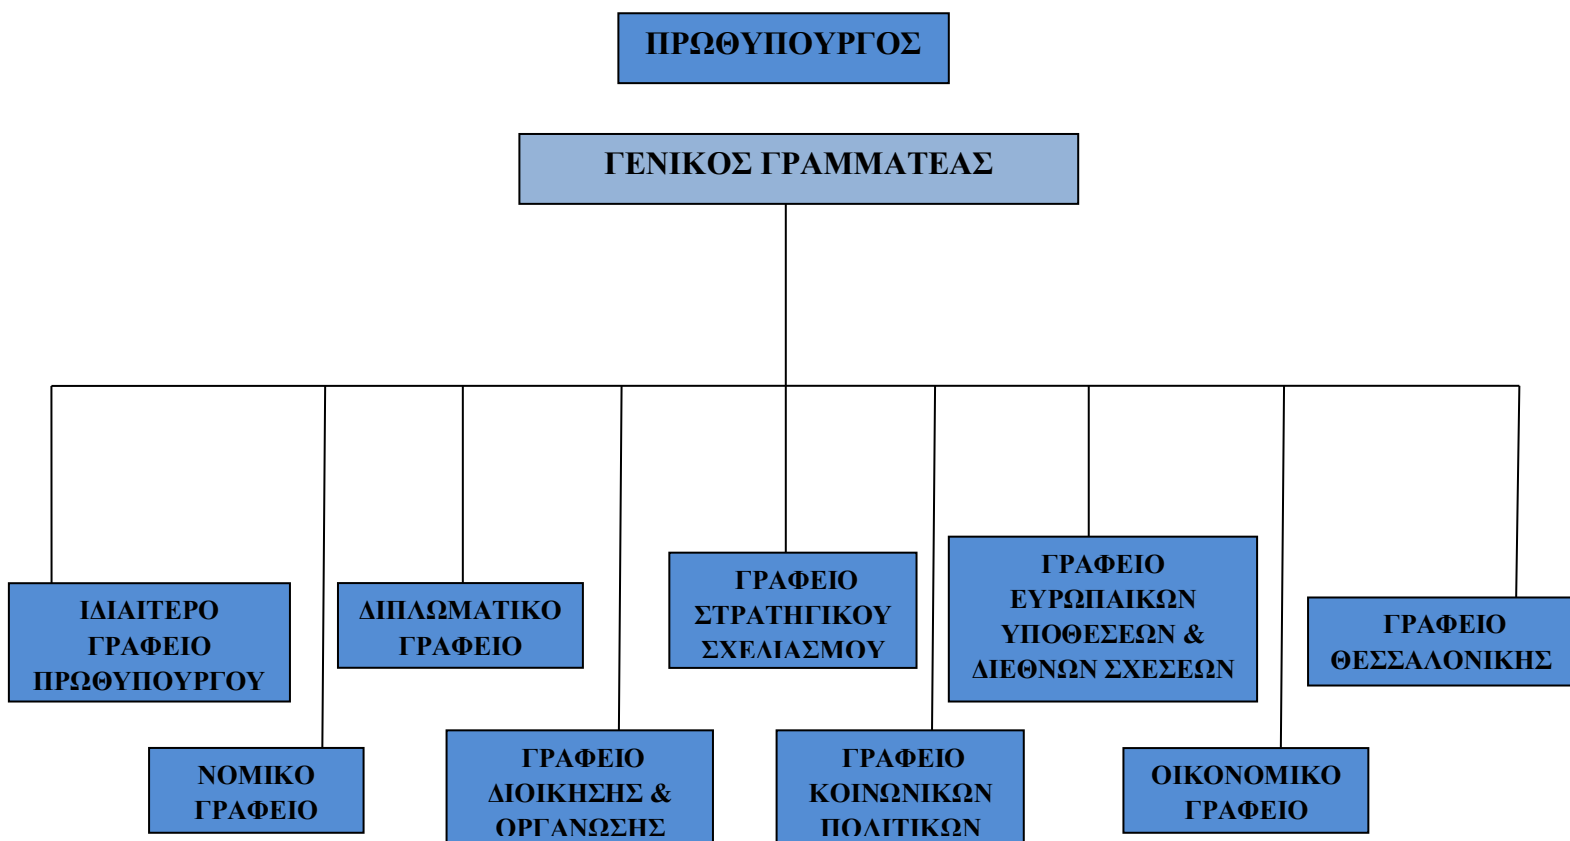 ΠΡΩΘΥΠΟΥΡΓΟΣ
ΓΕΝΙΚΟΣ ΓΡΑΜΜΑΤΕΑΣ
ΙΔΙΑΙΤΕΡΟ
ΓΡΑΦΕΙΟ
ΠΡΩΘΥΠΟΥΡΓΟΥ
ΔΙΠΛΩΜΑΤΙΚΟ
ΓΡΑΦΕΙΟ
ΓΡΑΦΕΙΟ
ΣΤΡΑΤΗΓΙΚΟΥ
ΣΧΕΔΙΑΣΜΟΥ
ΓΡΑΦΕΙΟ
ΕΥΡΩΠΑΙΚΩΝ
ΥΠΟΘΕΣΕΩΝ &
ΔΙΕΘΝΩΝ ΣΧΕΣΕΩΝ
ΓΡΑΦΕΙΟ
ΘΕΣΣΑΛΟΝΙΚΗΣ
ΝΟΜΙΚΟ
ΓΡΑΦΕΙΟ
ΓΡΑΦΕΙΟ
ΔΙΟΙΚΗΣΗΣ &
ΟΡΓΑΝΩΣΗΣ
ΓΡΑΦΕΙΟ
ΚΟΙΝΩΝΙΚΩΝ
ΠΟΛΙΤΙΚΩΝ
ΟΙΚΟΝΟΜΙΚΟ
ΓΡΑΦΕΙΟ